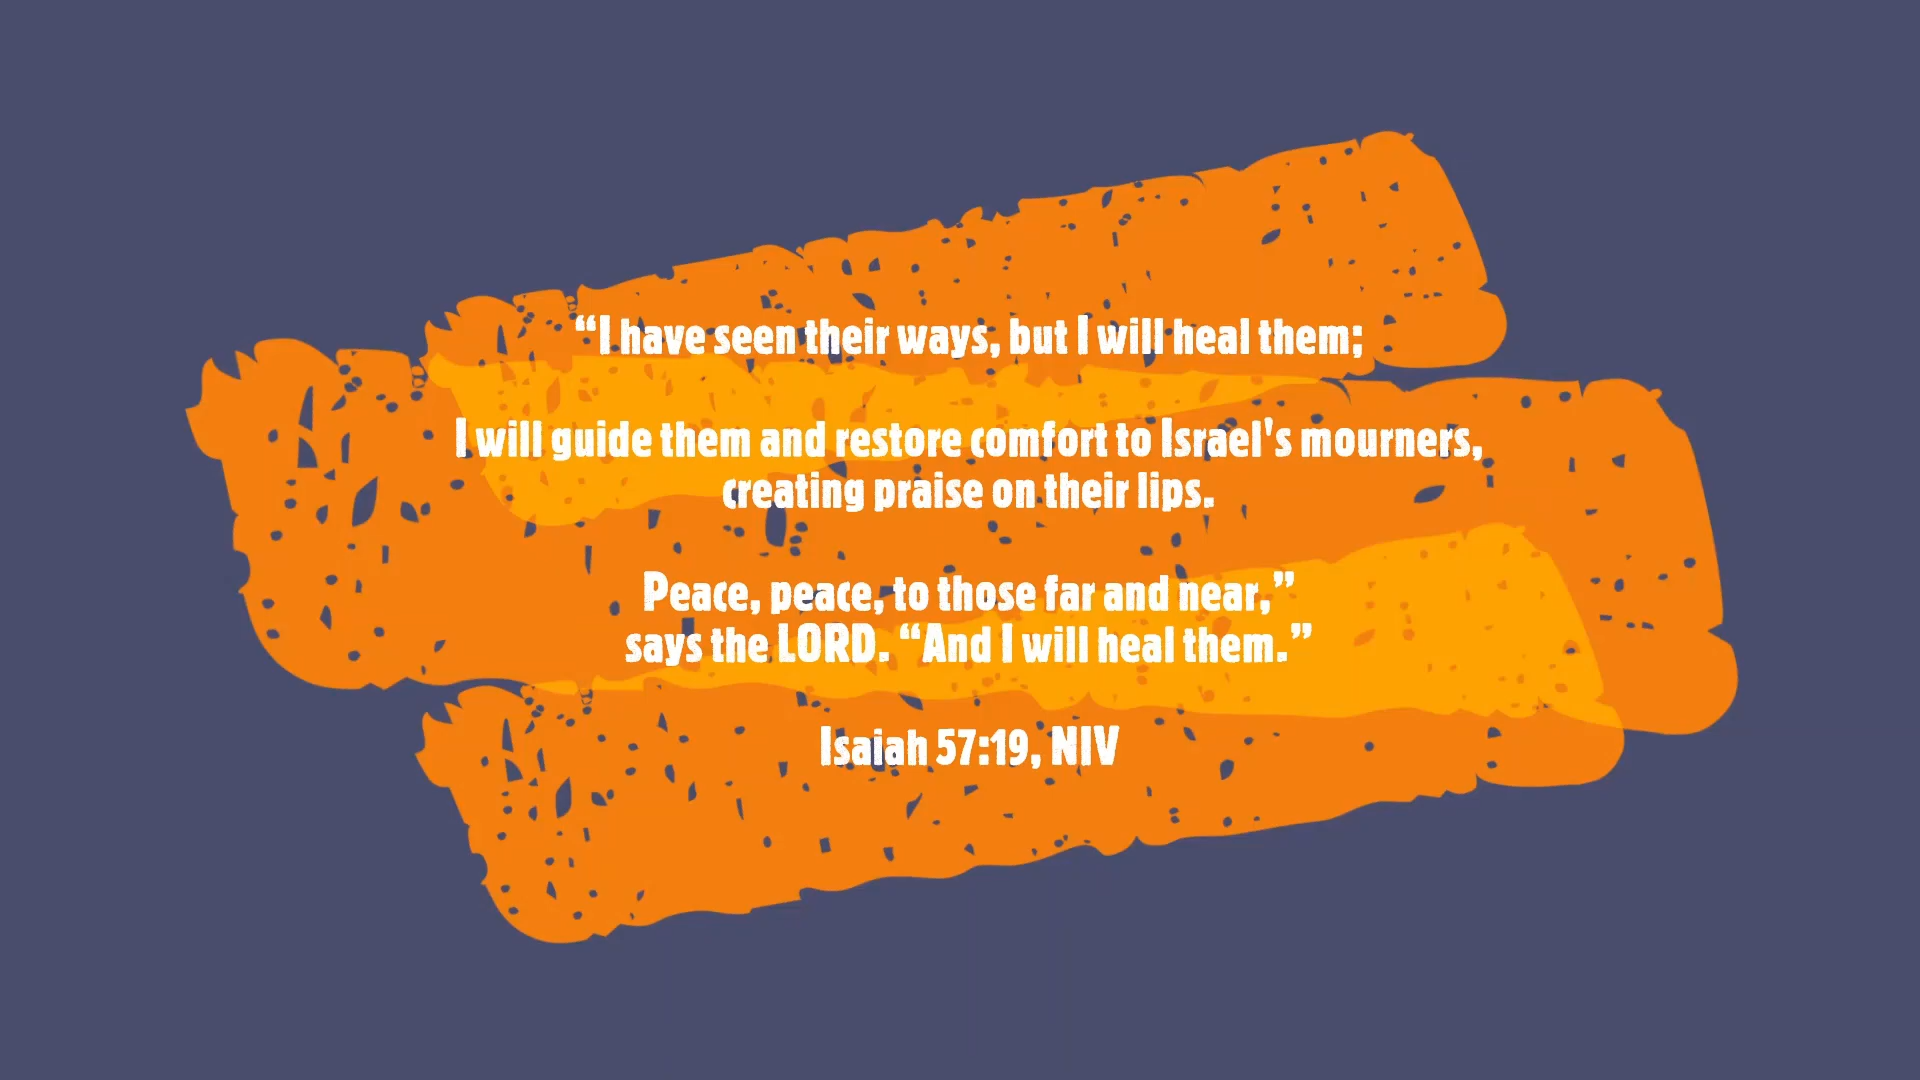 “I have seen their ways, but I will heal them;
I will guide them and restore comfort to Israel's mourners,
creating praise on their lips.
Peace, peace, to those far and near,”
says the LORD. “And I will heal them.”
Isaiah 57:19, NIV